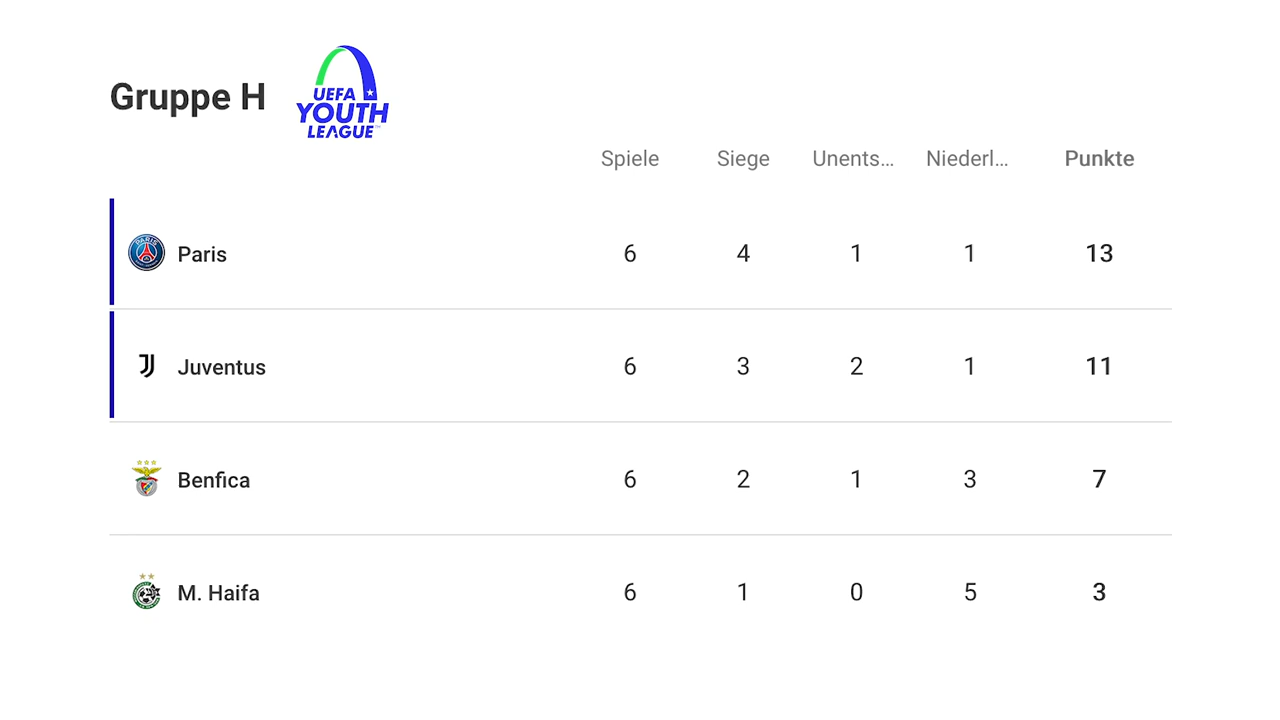 Gruppe H
UEFA
YOUTH
LEAGUE
Spiele Siege Unents... Niederl... Punkte
PARIS
Paris 6 4 1 1 13
Juventus 6 3 2 1 11
Benfica 6 2 1 3 7
M. Haifa 6 1 0 5 3